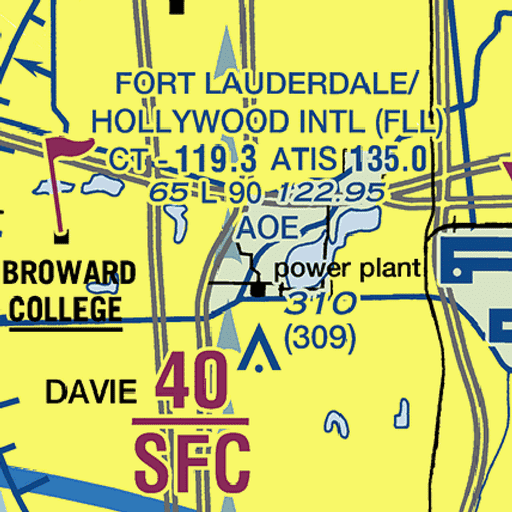 FORT LAUDERDALE/
HOLLYWOOD INTL (FLL)
CT - 119.3 ATIS 135.0
65 L 90 122.95
AOE
BROWARD
COLLEGE
power plant
310
(309)
DAVIE
40
SFC